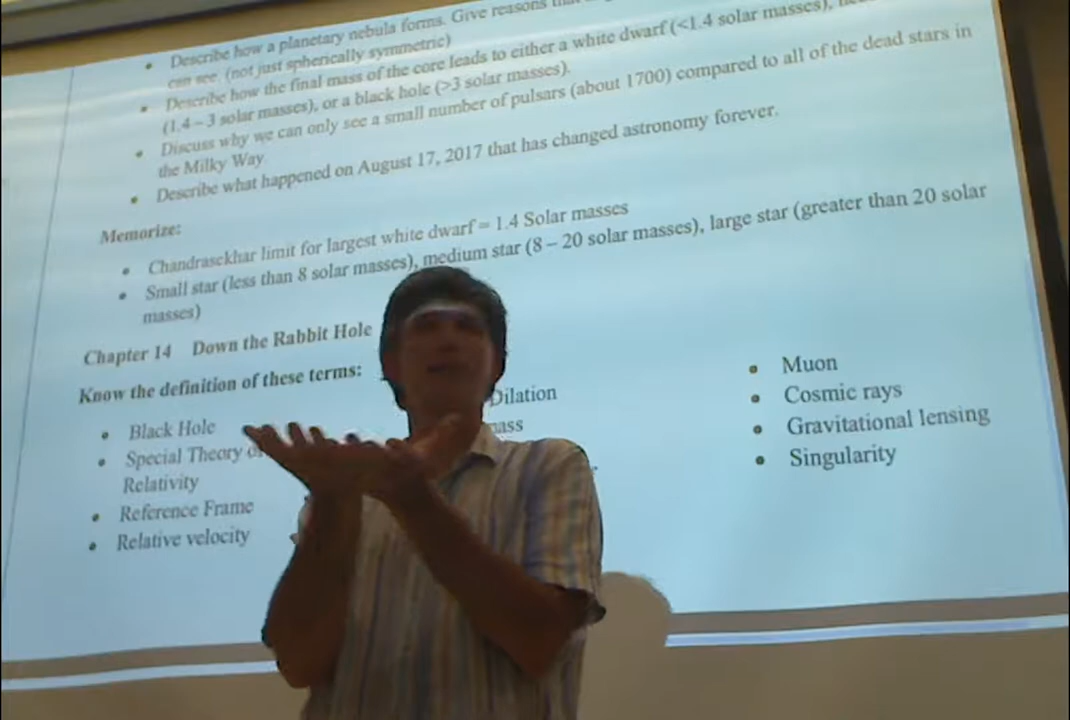 Describe how a planetary nebula forms. Give reasons
can see. (not just spherically symmetric)
Describe how the final mass of the core leads to either a white dwarf (<1.4 solar masses),
(1.4 – 3 solar masses), or a black hole (>3 solar masses).
Discuss why we can only see a small number of pulsars (about 1700) compared to all of the dead stars in
the Milky Way
Describe what happened on August 17, 2017 that has changed astronomy forever.
Memorize:
Chandrasekhar limit for largest white dwarf = 1.4 Solar masses
Small star (less than 8 solar masses), medium star (8 – 20 solar masses), large star (greater than 20 solar
masses)
Chapter 14 Down the Rabbit Hole
Know the definition of these terms:
Black Hole
Special Theory of
Relativity
Reference Frame
Relative velocity
Dilation
mass
Muon
Cosmic rays
Gravitational lensing
Singularity